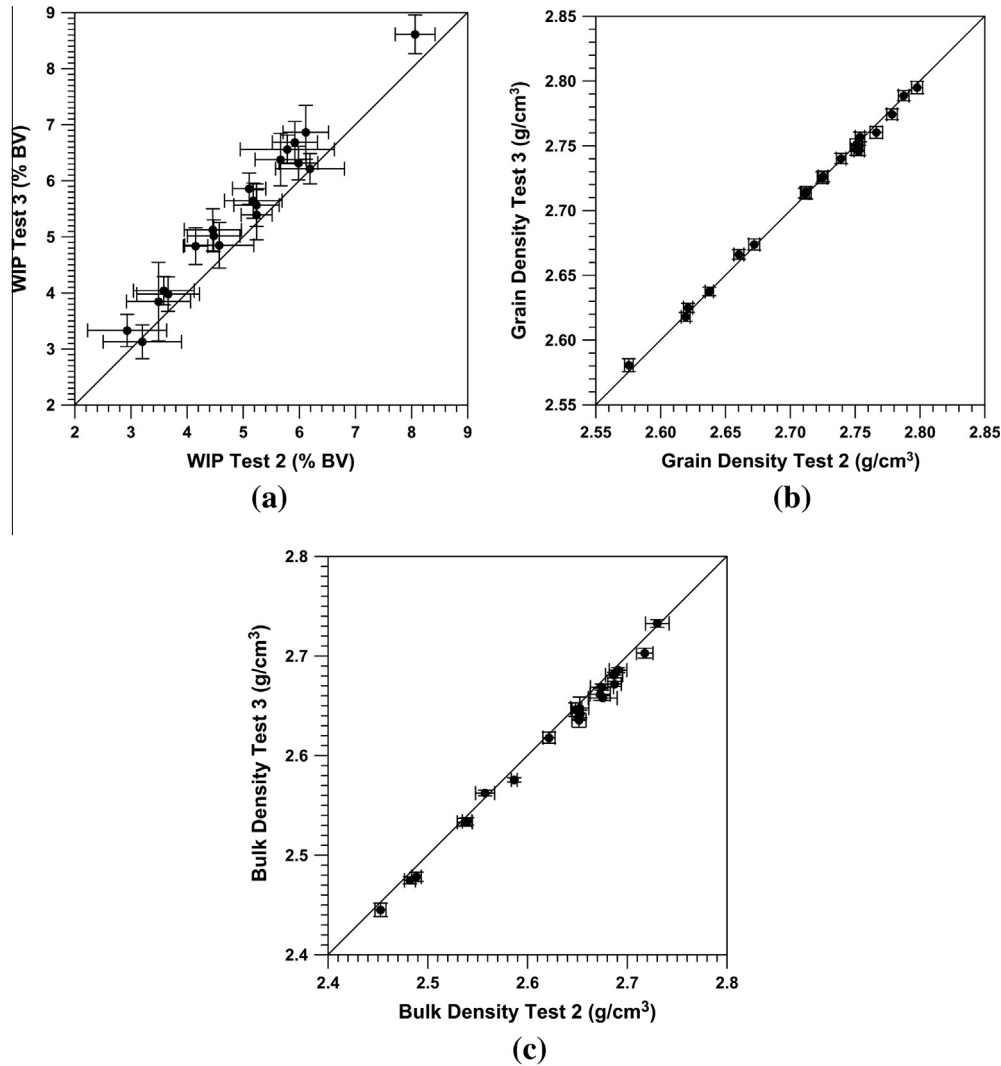 9
8
7
6
5
4
3
2
WIP Test 3 (% BV)
2 3 4 5 6 7 8 9
WIP Test 2 (% BV)
(a)
2.85
2.80
2.75
2.70
2.65
2.60
2.55
Grain Density Test 3 (g/cm³)
2.55 2.60 2.65 2.70 2.75 2.80 2.85
Grain Density Test 2 (g/cm³)
(b)
2.8
2.7
2.6
2.5
2.4
Bulk Density Test 3 (g/cm³)
2.4 2.5 2.6 2.7 2.8
Bulk Density Test 2 (g/cm³)
(c)